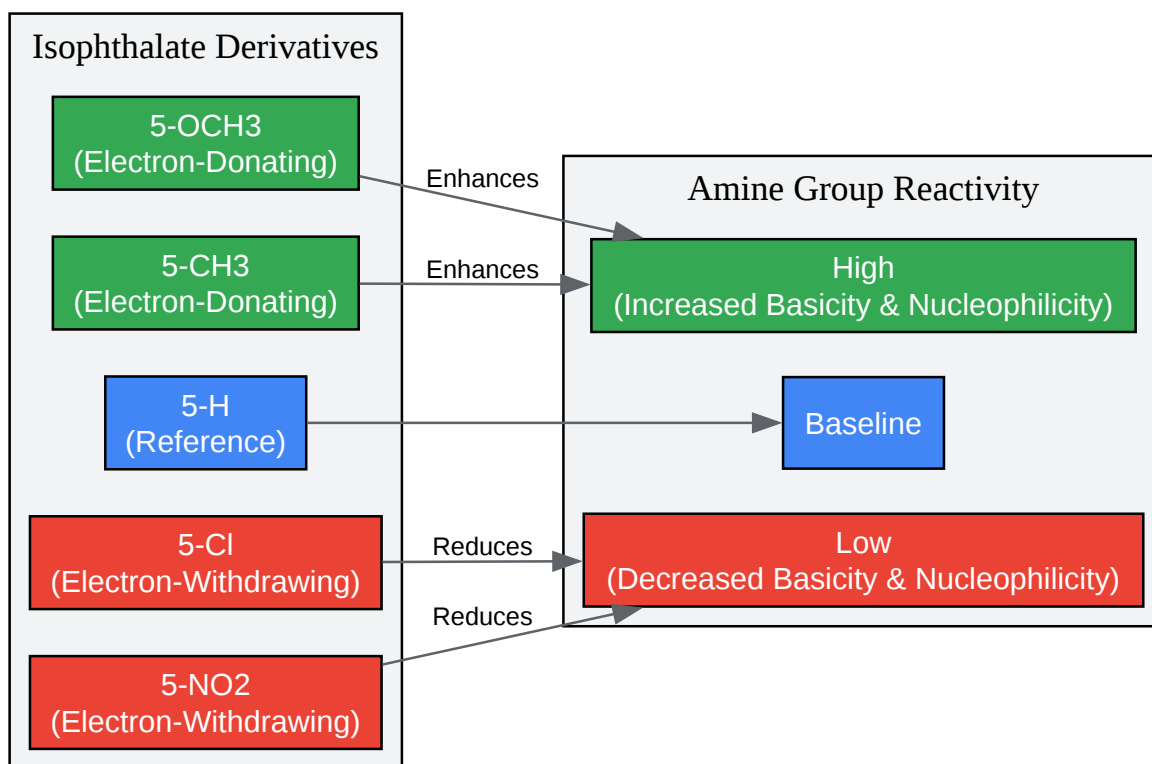 Isophthalate Derivatives
5-OCH3
(Electron-Donating)
5-CH3
(Electron-Donating)
5-H
(Reference)
5-Cl
(Electron-Withdrawing)
5-NO2
(Electron-Withdrawing)
Enhances
Enhances
Reduces
Reduces
Amine Group Reactivity
High
(Increased Basicity & Nucleophilicity)
Baseline
Low
(Decreased Basicity & Nucleophilicity)